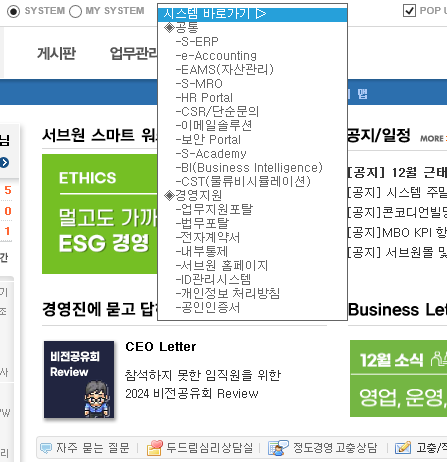 SYSTEM MY SYSTEM
POP U
게시판 업무관리
시스템 바로가기 ▷
◈공통
-S-ERP
-e-Accounting
-EAMS(자산관리)
-S-MRO
-HR Portal
-CSR/단순문의
-이메일솔루션
-보안 Portal
-S-Academy
-BI(Business Intelligence)
-CST(물류비시뮬레이션)
◈경영지원
-업무지원포탈
-법무포탈
-전자계약서
-내부통제
-서브원 홈페이지
-ID관리시스템
-개인정보 처리방침
-공인인증서
맵
님
5
0
1
간
기
조
사
PW
리
서브원 스마트 워
ETHICS
멀고도 가까
ESG 경영
공지/일정 MORE
[공지] 12월 근태
[공지] 시스템 주말
[공지]콘코디언빌딩
[공지]MBO KPI 항
[공지] 서브원몰 및
경영진에 묻고 답하
비전공유회
Review
CEO Letter
참석하지 못한 임직원을 위한
2024 비전공유회 Review
Business Let
12월 소식
영업, 운영,
자주 묻는 질문 두드림심리상담실 정도경영 고충상담 고충/직